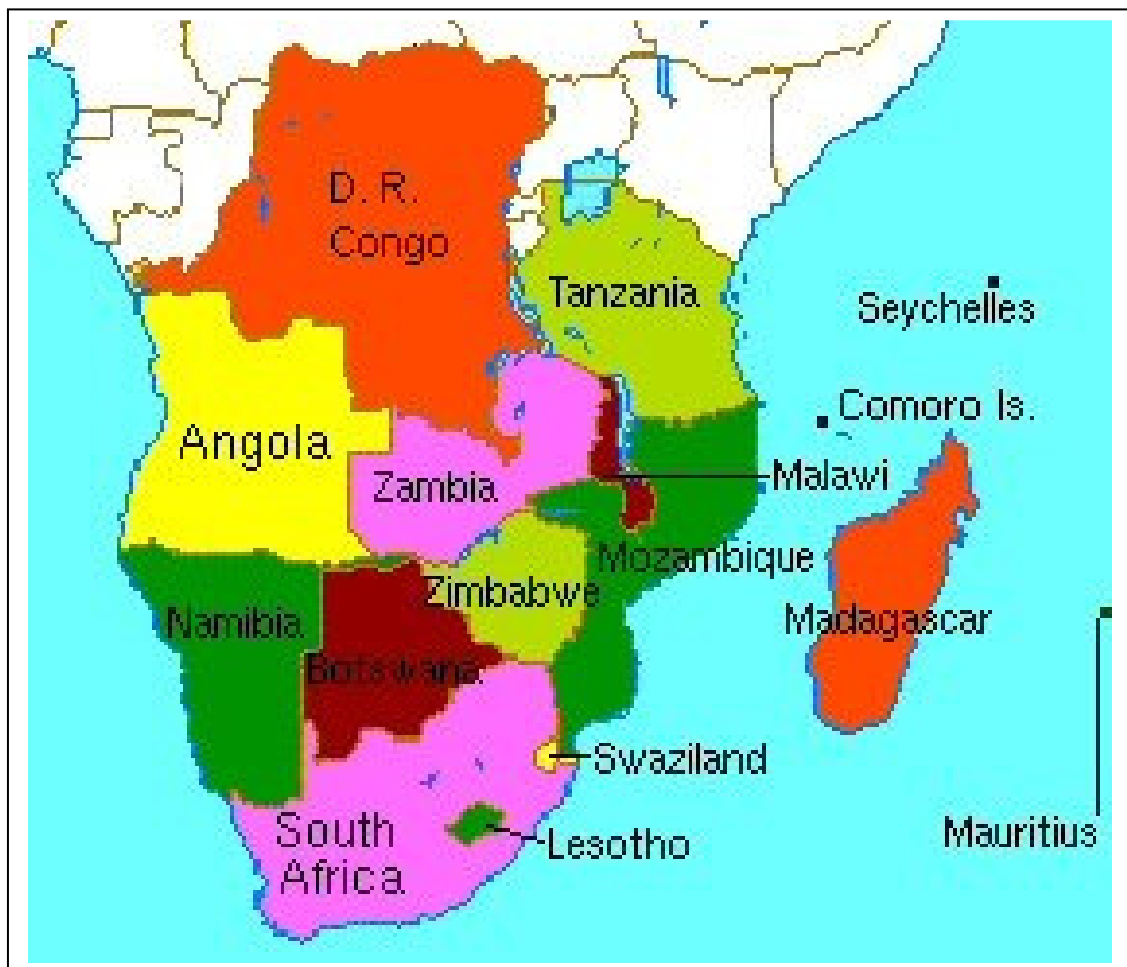 D. R.
Congo
Tanzania
Seychelles
Comoro Is.
Angola
Zambia
Malawi
Mozambique
Zimbabwe
Namibia
Madagascar
Botswana
Swaziland
South
Africa
Lesotho
Mauritius